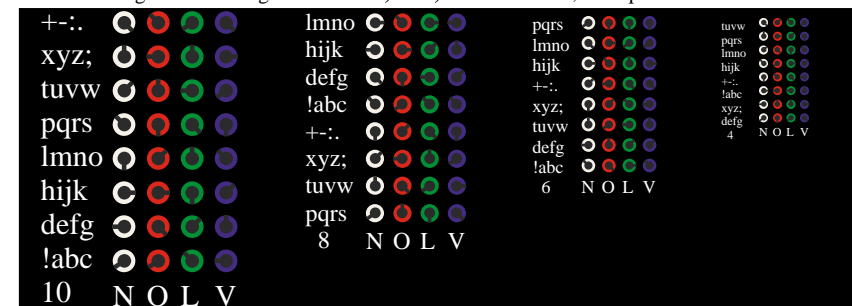 +-:.
xyz;
tuvw
pqrs
lmno
hijk
defg
!abc
10 N O L V
lmno
hijk
defg
!abc
+-:.
xyz;
tuvw
pqrs
8 N O L V
pqrs
lmno
hijk
+-:.
xyz;
tuvw
defg
!abc
6 N O L V
tuvw
pqrs
lmno
hijk
+-:.
!abc
xyz;
defg
4 N O L V